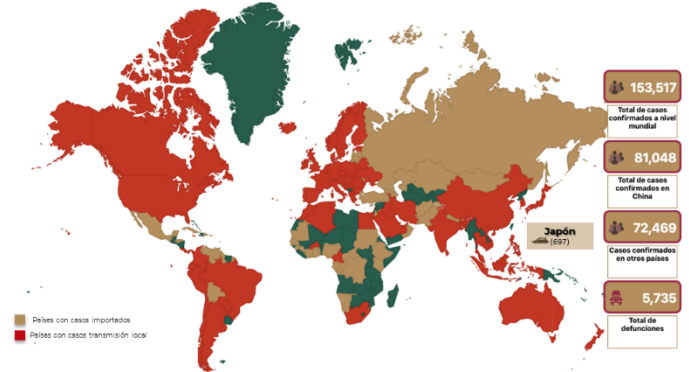 153,517
Total de casos
confirmados a nivel
mundial
81,048
Total de casos
confirmados en
China
Japón
(697)
72,469
Casos confirmados
en otros países
5,735
Total de
defunciones
Países con casos importados
Países con casos transmisión local